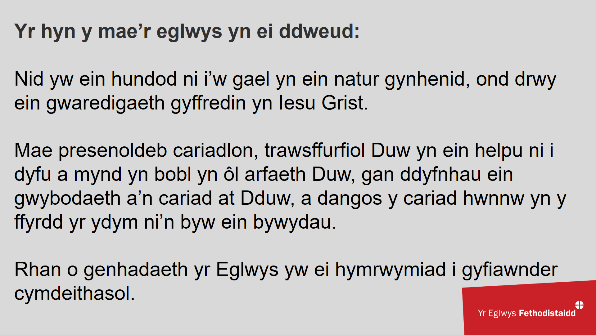 Yr hyn y mae’r eglwys yn ei ddweud:
Nid yw ein hundod ni i’w gael yn ein natur gynhenid, ond drwy
ein gwaredigaeth gyffredin yn Iesu Grist.
Mae presenoldeb cariadlon, trawsffurfiol Duw yn ein helpu ni i
dyfu a mynd yn bobl yn ôl arfaeth Duw, gan ddyfnhau ein
gwybodaeth a’n cariad at Dduw, a dangos y cariad hwnnw yn y
ffyrdd yr ydym ni’n byw ein bywydau.
Rhan o genhadaeth yr Eglwys yw ei hymrwymiad i gyfiawnder
cymdeithasol.
Yr Eglwys Fethodistaidd